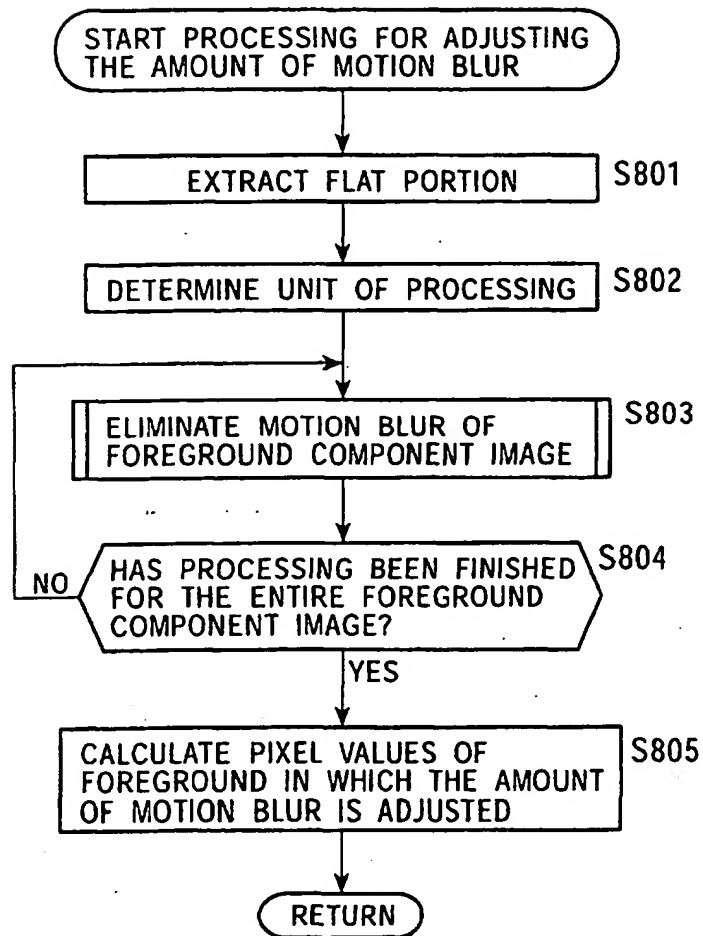 START PROCESSING FOR ADJUSTING
THE AMOUNT OF MOTION BLUR
EXTRACT FLAT PORTION
S801
DETERMINE UNIT OF PROCESSING
S802
ELIMINATE MOTION BLUR OF
FOREGROUND COMPONENT IMAGE
S803
HAS PROCESSING BEEN FINISHED
FOR THE ENTIRE FOREGROUND
COMPONENT IMAGE?
S804
NO
YES
CALCULATE PIXEL VALUES OF
FOREGROUND IN WHICH THE AMOUNT
OF MOTION BLUR IS ADJUSTED
S805
RETURN